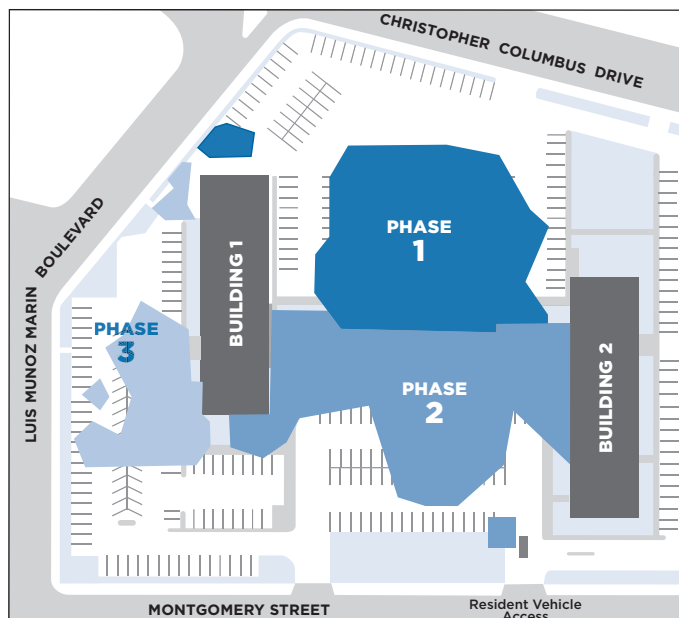 CHRISTOPHER COLUMBUS DRIVE
LUIS MUNOZ MARIN BOULEVARD
PHASE
1
BUILDING 1
PHASE
3
PHASE
2
BUILDING 2
MONTGOMERY STREET
Resident Vehicle
Access